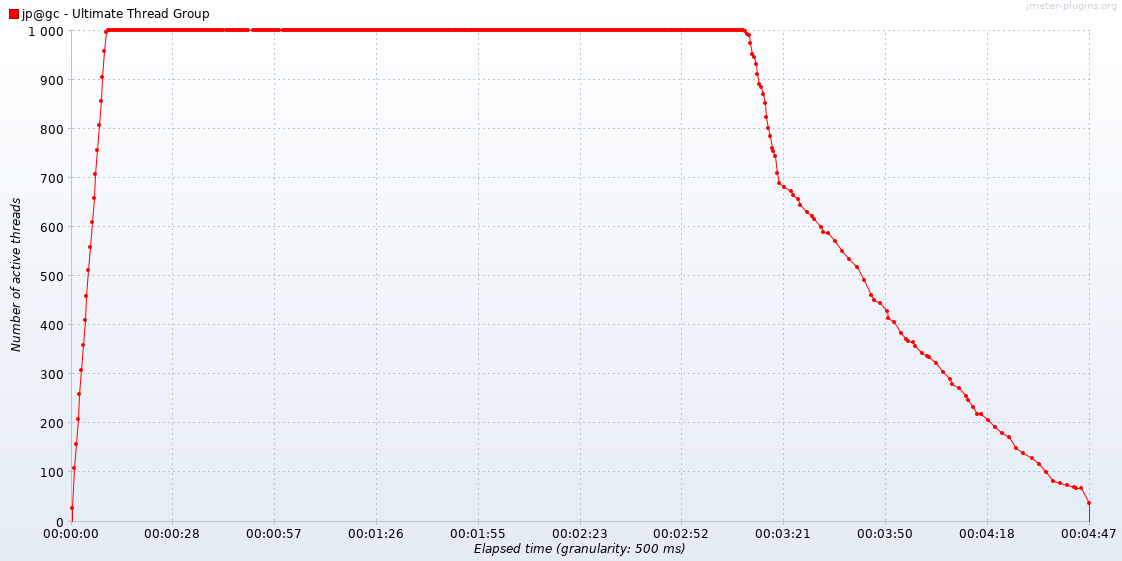 jmeter-plugins.org
jp@gc - Ultimate Thread Group
1 000
900
800
700
600
500
400
300
200
100
0
Number of active threads
00:00:00 00:00:28 00:00:57 00:01:26 00:01:55 00:02:23 00:02:52 00:03:21 00:03:50 00:04:18 00:04:47
Elapsed time (granularity: 500 ms)